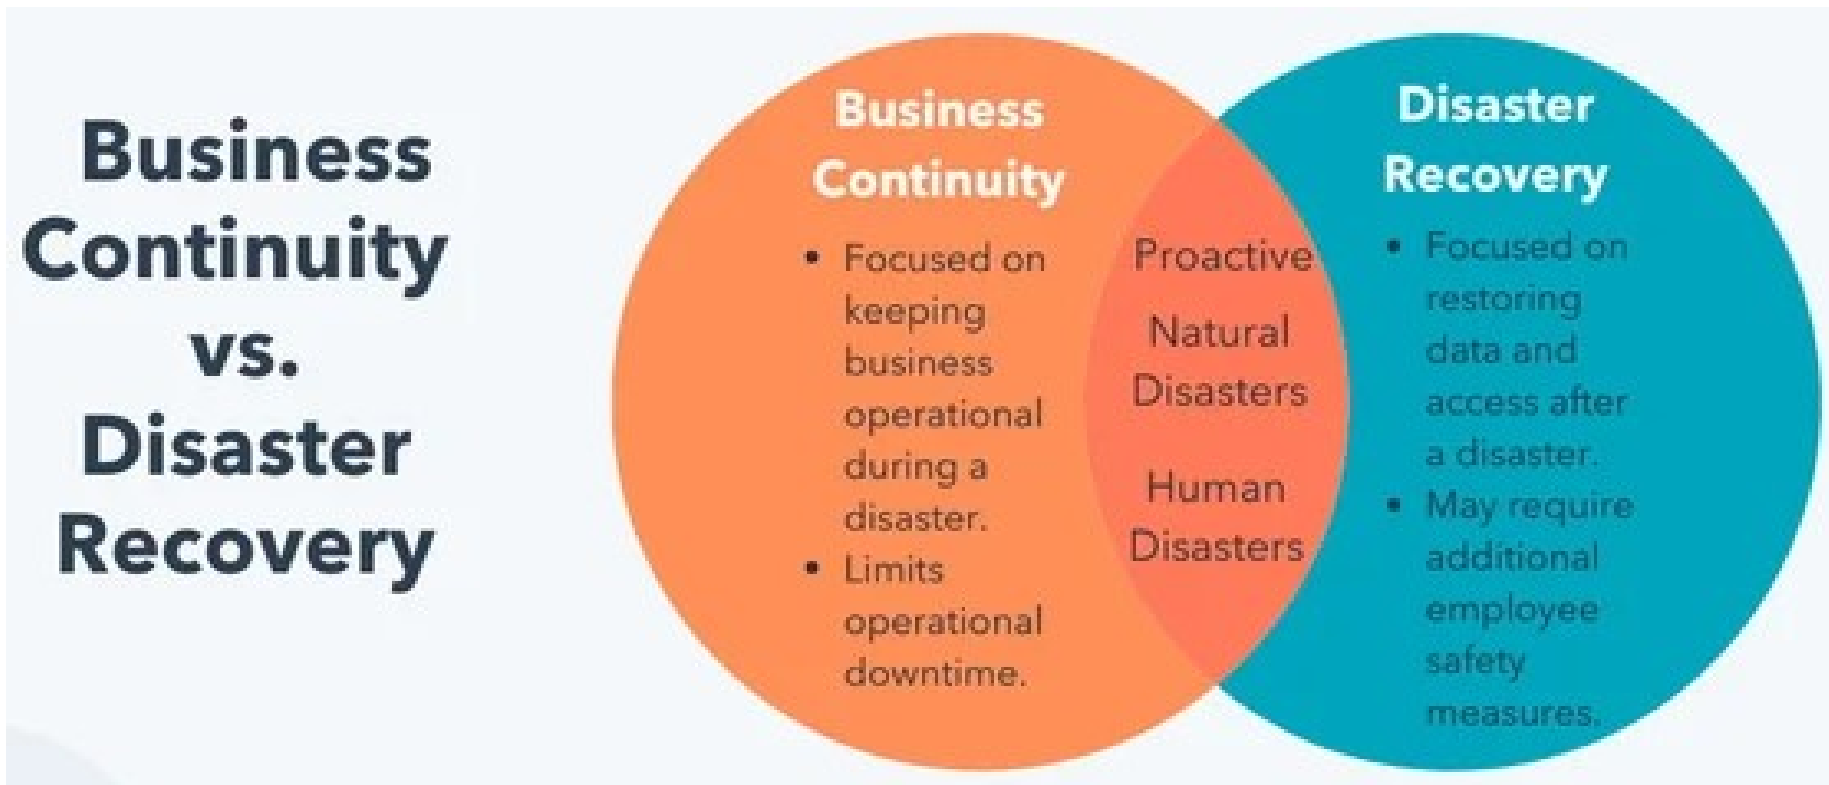 Business
Continuity
vs.
Disaster
Recovery
Business
Continuity
• Focused on
keeping
business
operational
during a
disaster.
• Limits
operational
downtime.
Proactive
Natural
Disasters
Human
Disasters
Disaster
Recovery
• Focused on
restoring
data and
access after
a disaster.
• May require
additional
employee
safety
measures.